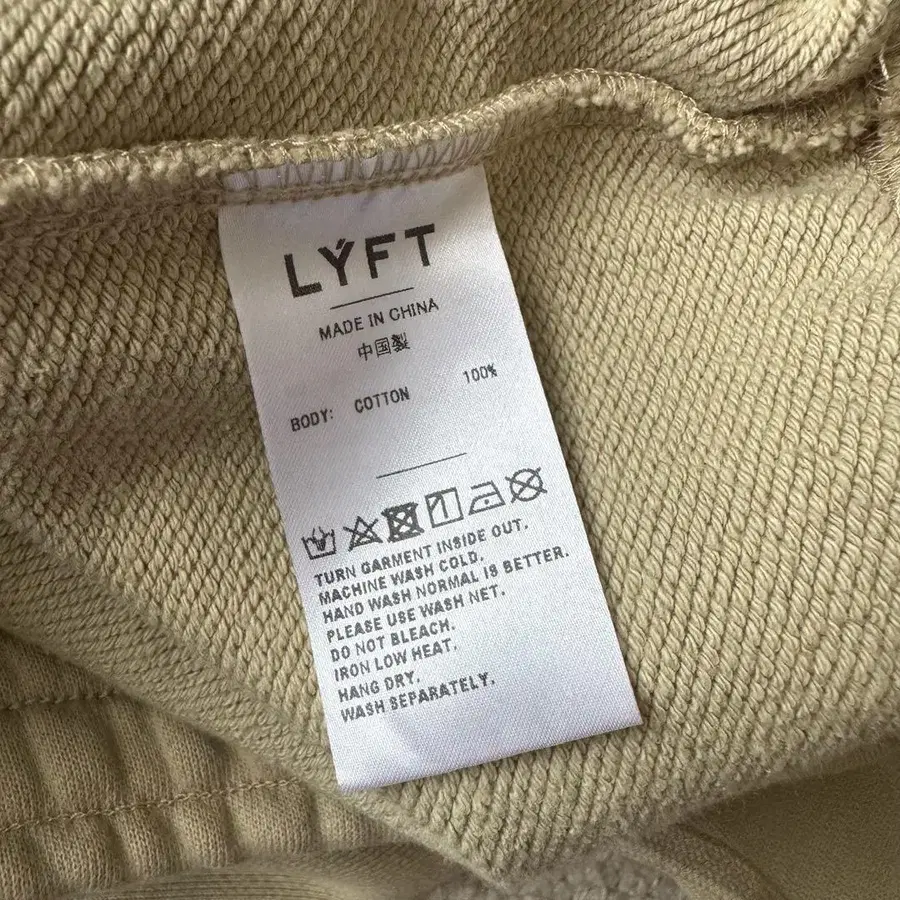 LÝFT
MADE IN CHINA
中国製
BODY: COTTON 100%
TURN GARMENT INSIDE OUT.
MACHINE WASH COLD.
HAND WASH NORMAL IS BETTER.
PLEASE USE WASH NET.
DO NOT BLEACH.
IRON LOW HEAT.
HANG DRY.
WASH SEPARATELY.